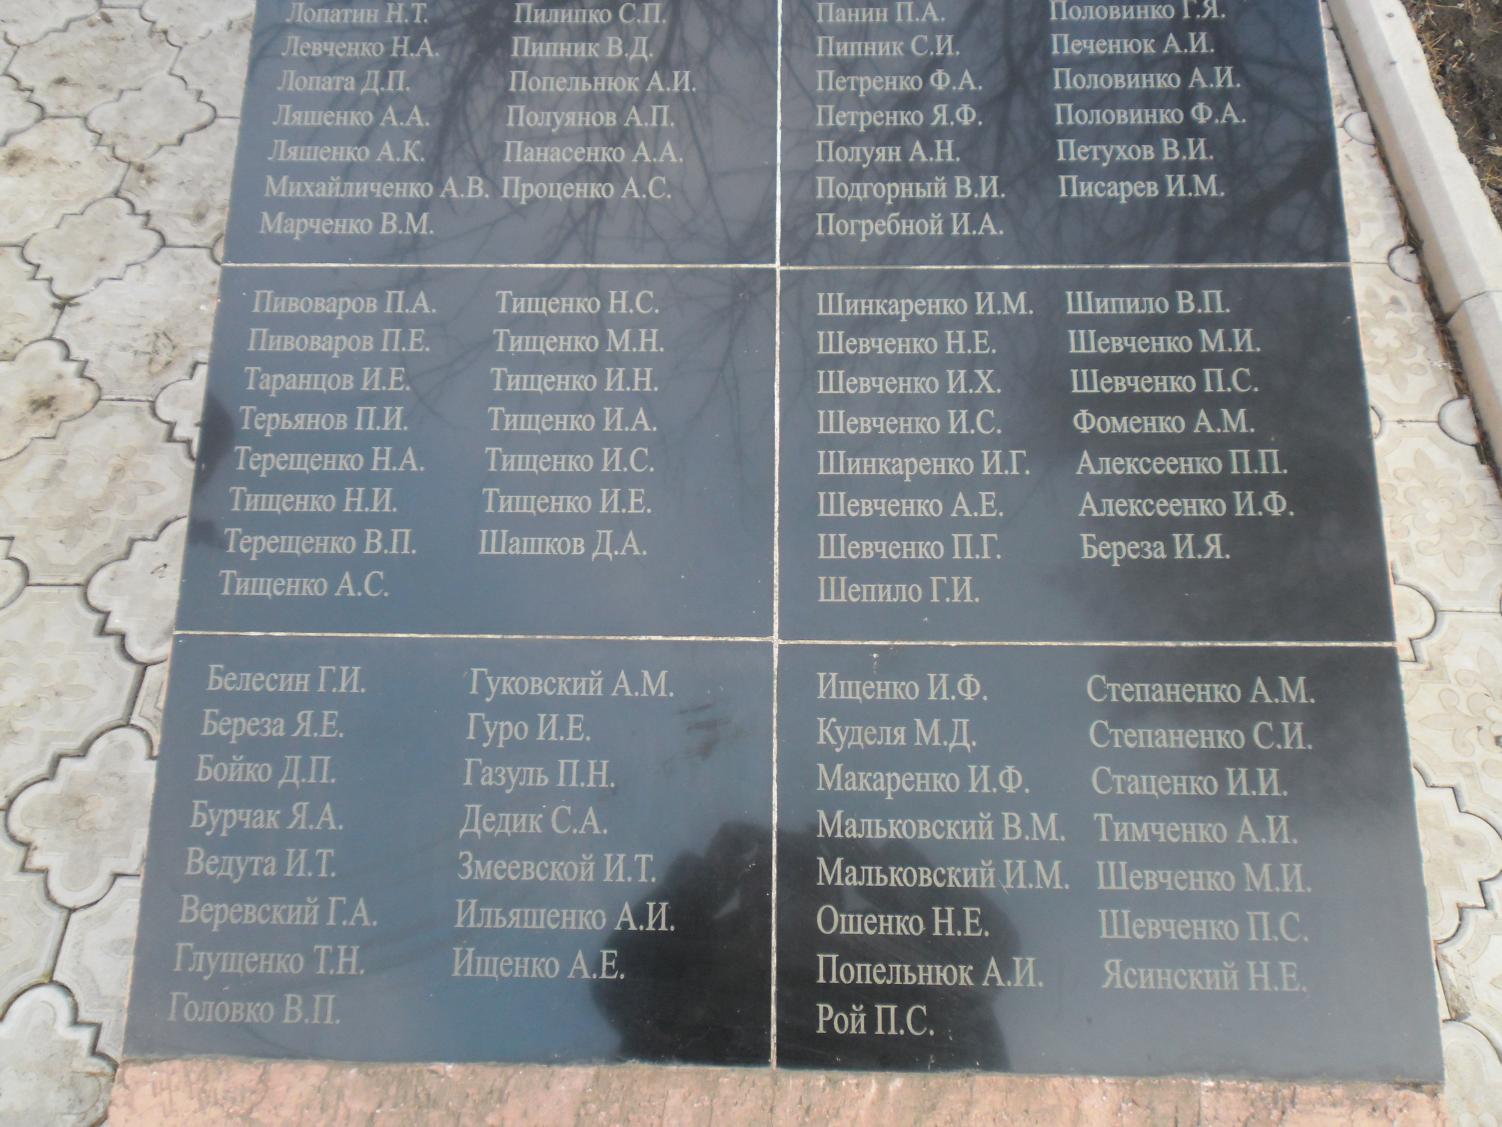 Лопатин Н.Т.
Левченко Н.А.
Лопата Д.П.
Ляшенко А.А.
Ляшенко А.К.
Михайличенко А.В.
Марченко В.М.
Пилипко С.П.
Пипник В.Д.
Попельнюк А.И.
Полуянов А.П.
Панасенко А.А.
Проценко А.С.
Панин П.А.
Пипник С.И.
Петренко Ф.А.
Петренко Я.Ф.
Полуян А.Н.
Подгорный В.И.
Погребной И.А.
Половинко Г.Я.
Печенюк А.И.
Половинко А.И.
Половинко Ф.А.
Петухов В.И.
Писарев И.М.
Пивоваров П.А.
Пивоваров П.Е.
Таранцов И.Е.
Терьянов П.И.
Терещенко Н.А.
Тищенко Н.И.
Терещенко В.П.
Тищенко А.С.
Тищенко Н.С.
Тищенко М.Н.
Тищенко И.Н.
Тищенко И.А.
Тищенко И.С.
Тищенко И.Е.
Шашков Д.А.
Шинкаренко И.М.
Шевченко Н.Е.
Шевченко И.Х.
Шевченко И.С.
Шинкаренко И.Г.
Шевченко А.Е.
Шевченко П.Г.
Шепило Г.И.
Шипило В.П.
Шевченко М.И.
Шевченко П.С.
Фоменко А.М.
Алексеенко П.П.
Алексеенко И.Ф.
Береза И.Я.
Белесин Г.И.
Береза Я.Е.
Бойко Д.П.
Бурчак Я.А.
Ведута И.Т.
Веревский Г.А.
Глущенко Т.Н.
Головко В.П.
Гуковский А.М.
Гуро И.Е.
Газуль П.Н.
Дедик С.А.
Змеевской И.Т.
Ильяшенко А.И.
Ищенко А.Е.
Ищенко И.Ф.
Куделя М.Д.
Макаренко И.Ф.
Мальковский В.М.
Мальковский И.М.
Ошенко Н.Е.
Попельнюк А.И.
Рой П.С.
Степаненко А.М.
Степаненко С.И.
Стаценко И.И.
Тимченко А.И.
Шевченко М.И.
Шевченко П.С.
Ясинский Н.Е.